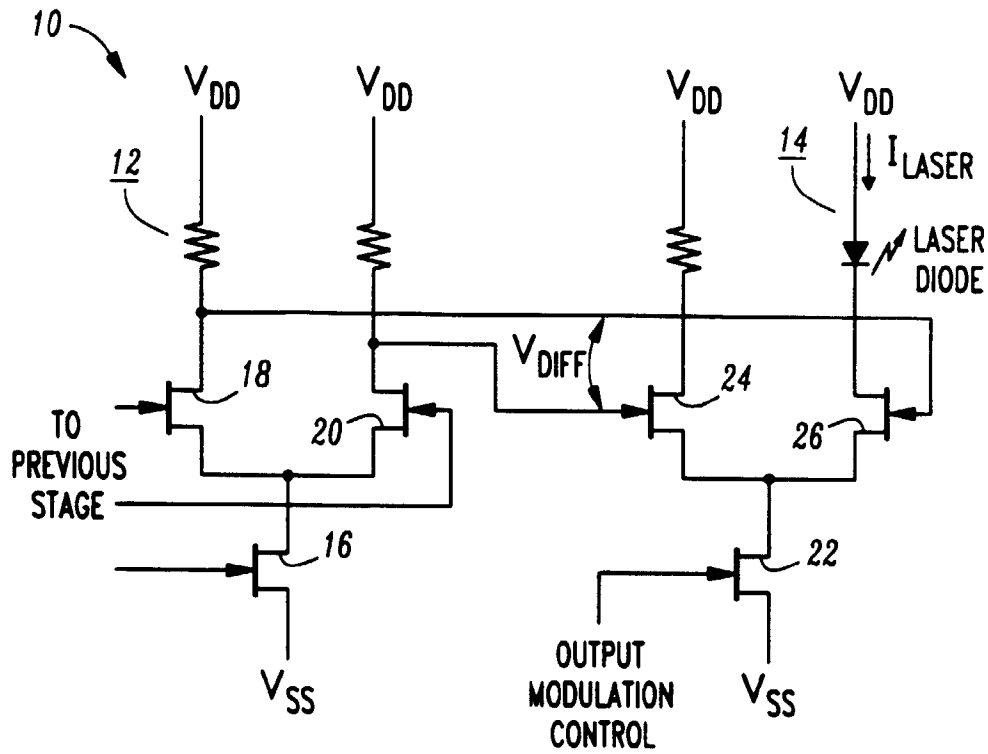 10
VDD
VDD
VDD
VDD
12
14
ILASER
LASER
DIODE
VDIFF
18
20
24
26
TO
PREVIOUS
STAGE
16
22
VSS
OUTPUT
MODULATION
CONTROL
VSS